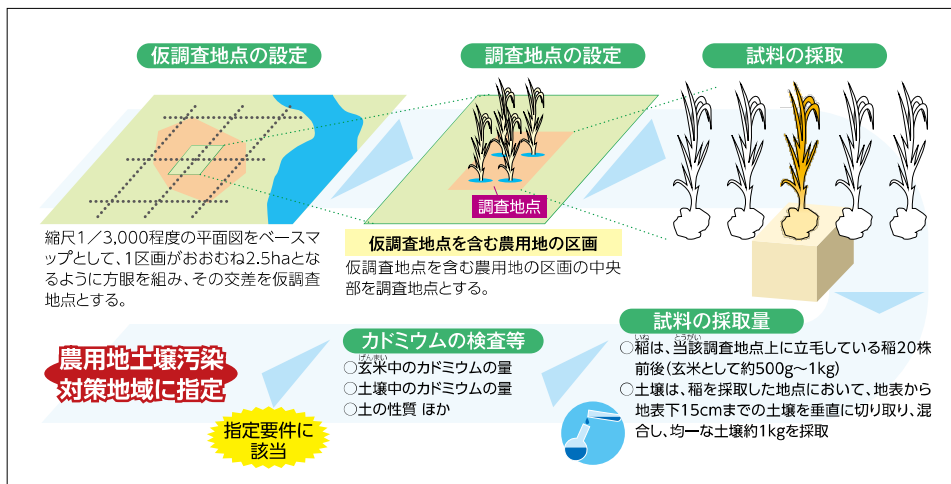 仮調査地点の設定
縮尺1／3,000程度の平面図をベースマ
ップとして、1区画がおおむね2.5haとな
るように方眼を組み、その交差を仮調査
地点とする。
調査地点の設定
調査地点
仮調査地点を含む農用地の区画
仮調査地点を含む農用地の区画の中央
部を調査地点とする。
試料の採取
試料の採取量
いね とうがい
○稲は、当該調査地点上に立毛している稲20株
前後（玄米として約500g〜1kg）
○土壌は、稲を採取した地点において、地表から
地表下15cmまでの土壌を垂直に切り取り、混
合し、均一な土壌約1kgを採取
カドミウムの検査等
げんまい
○玄米中のカドミウムの量
○土壌中のカドミウムの量
○土の性質 ほか
指定要件に
該当
農用地土壌汚染
対策地域に指定